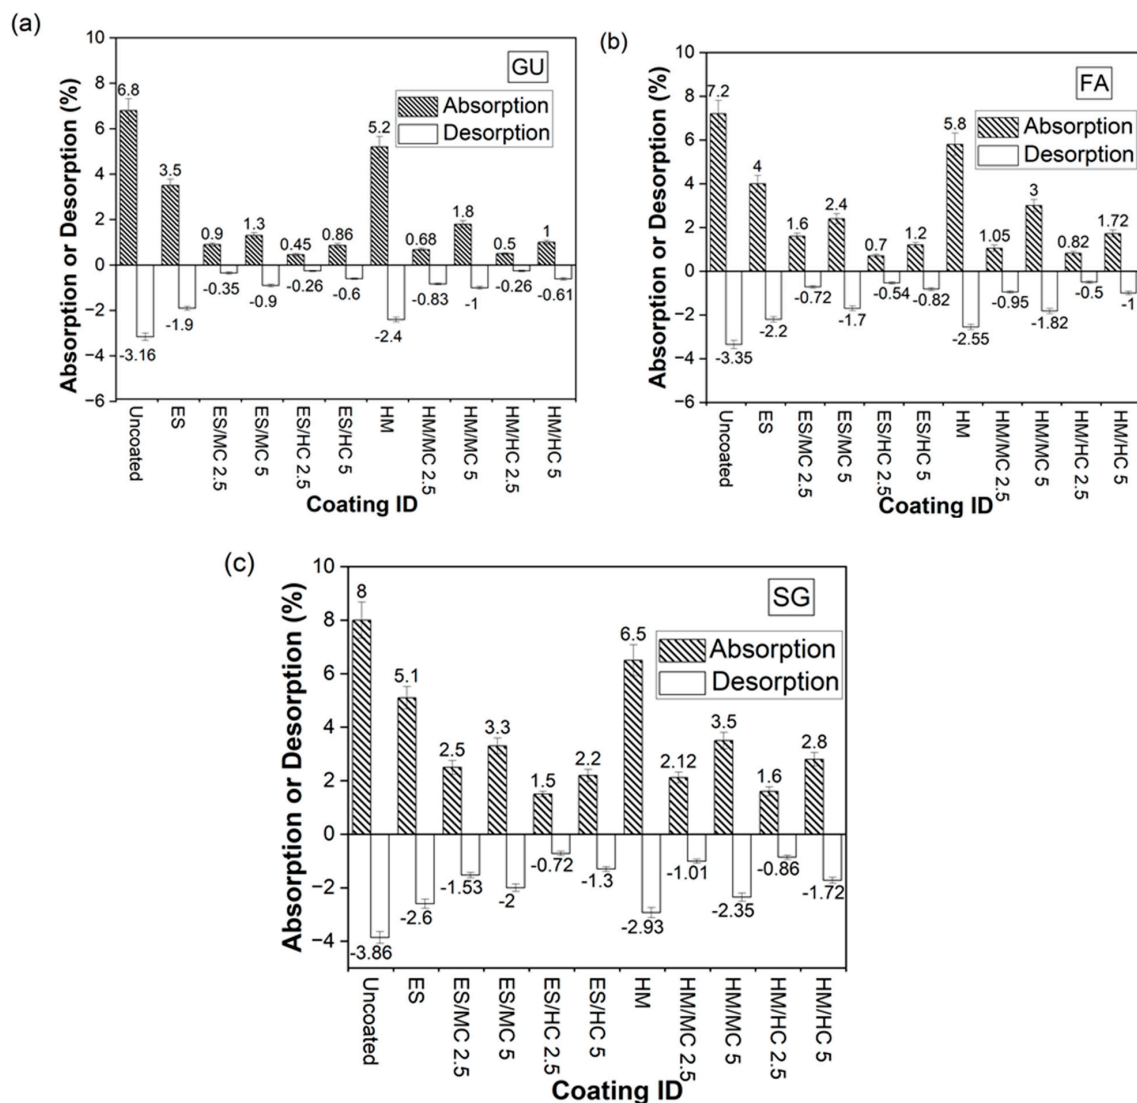 (a)
GU
Absorption
Desorption
Absorption or Desorption (%)
10
8
6
4
2
0
−2
−4
−6
6.8
3.5
0.9
1.3
0.45
0.86
5.2
0.68
1.8
0.5
1
-3.16
-1.9
-0.35
-0.9
-0.26
-0.6
-2.4
-0.83
-1
-0.26
-0.61
Uncoated
ES
ES/MC 2.5
ES/MC 5
ES/HC 2.5
ES/HC 5
HM
HM/MC 2.5
HM/MC 5
HM/HC 2.5
HM/HC 5
Coating ID
(b)
FA
Absorption
Desorption
Absorption or Desorption (%)
10
8
6
4
2
0
−2
−4
−6
7.2
4
1.6
2.4
0.7
1.2
5.8
1.05
3
0.82
1.72
-3.35
-2.2
-0.72
-1.7
-0.54
-0.82
-2.55
-0.95
-1.82
-0.5
-1
Uncoated
ES
ES/MC 2.5
ES/MC 5
ES/HC 2.5
ES/HC 5
HM
HM/MC 2.5
HM/MC 5
HM/HC 2.5
HM/HC 5
Coating ID
(c)
SG
Absorption
Desorption
Absorption or Desorption (%)
10
8
6
4
2
0
−2
−4
8
5.1
2.5
3.3
1.5
2.2
6.5
2.12
3.5
1.6
2.8
-3.86
-2.6
-1.53
-2
-0.72
-1.3
-2.93
-1.01
-2.35
-0.86
-1.72
Uncoated
ES
ES/MC 2.5
ES/MC 5
ES/HC 2.5
ES/HC 5
HM
HM/MC 2.5
HM/MC 5
HM/HC 2.5
HM/HC 5
Coating ID